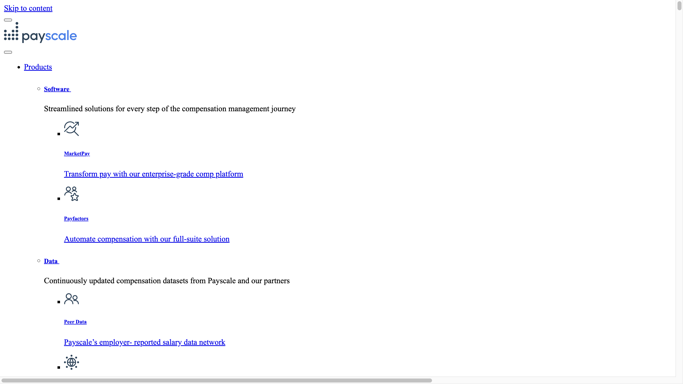 Skip to content
payscale
Products
Software
Streamlined solutions for every step of the compensation management journey
MarketPay
Transform pay with our enterprise-grade comp platform
Payfactors
Automate compensation with our full-suite solution
Data
Continuously updated compensation datasets from Payscale and our partners
Peer Data
Payscale’s employer- reported salary data network